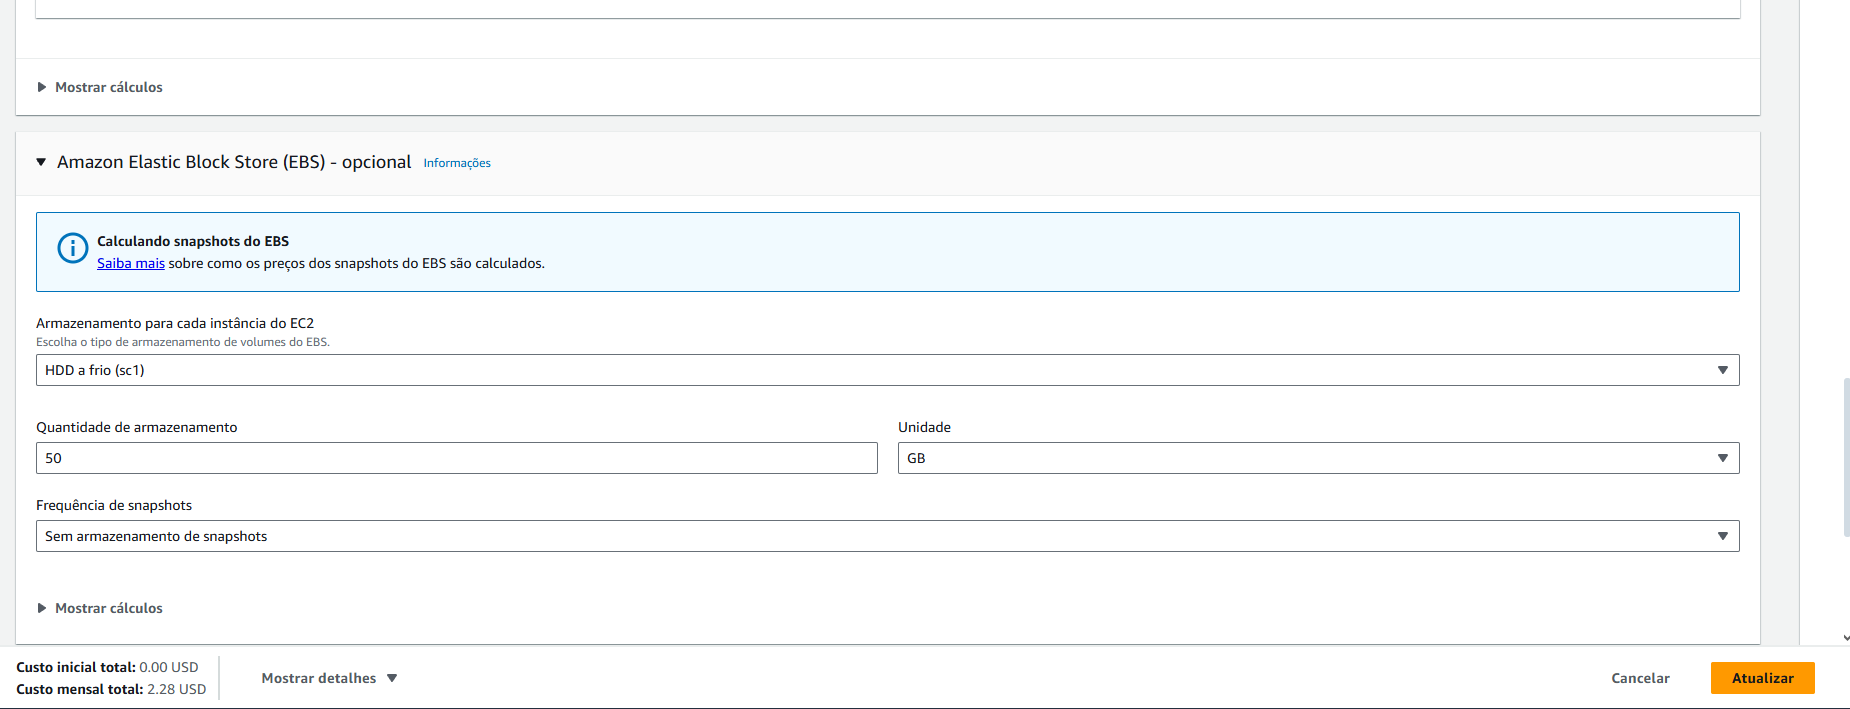 Mostrar cálculos
Amazon Elastic Block Store (EBS) - opcional Informações
Calculando snapshots do EBS
Saiba mais sobre como os preços dos snapshots do EBS são calculados.
Armazenamento para cada instância do EC2
Escolha o tipo de armazenamento de volumes do EBS.
HDD a frio (sc1)
Quantidade de armazenamento
50
Unidade
GB
Frequência de snapshots
Sem armazenamento de snapshots
Mostrar cálculos
Custo inicial total: 0.00 USD
Custo mensal total: 2.28 USD
Mostrar detalhes
Cancelar
Atualizar